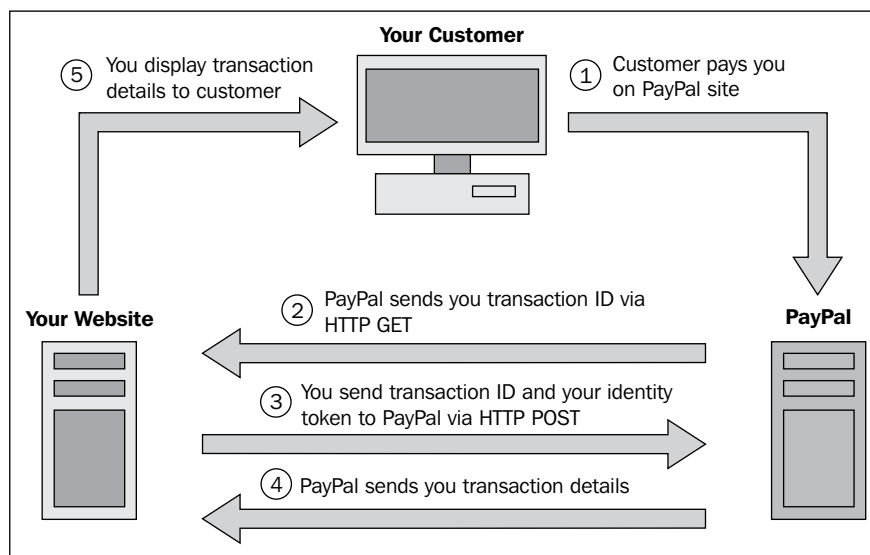 Your Customer
5
You display transaction
details to customer
1
Customer pays you
on PayPal site
Your Website
2
PayPal sends you transaction ID via
HTTP GET
PayPal
3
You send transaction ID and your identity
token to PayPal via HTTP POST
4
PayPal sends you transaction details